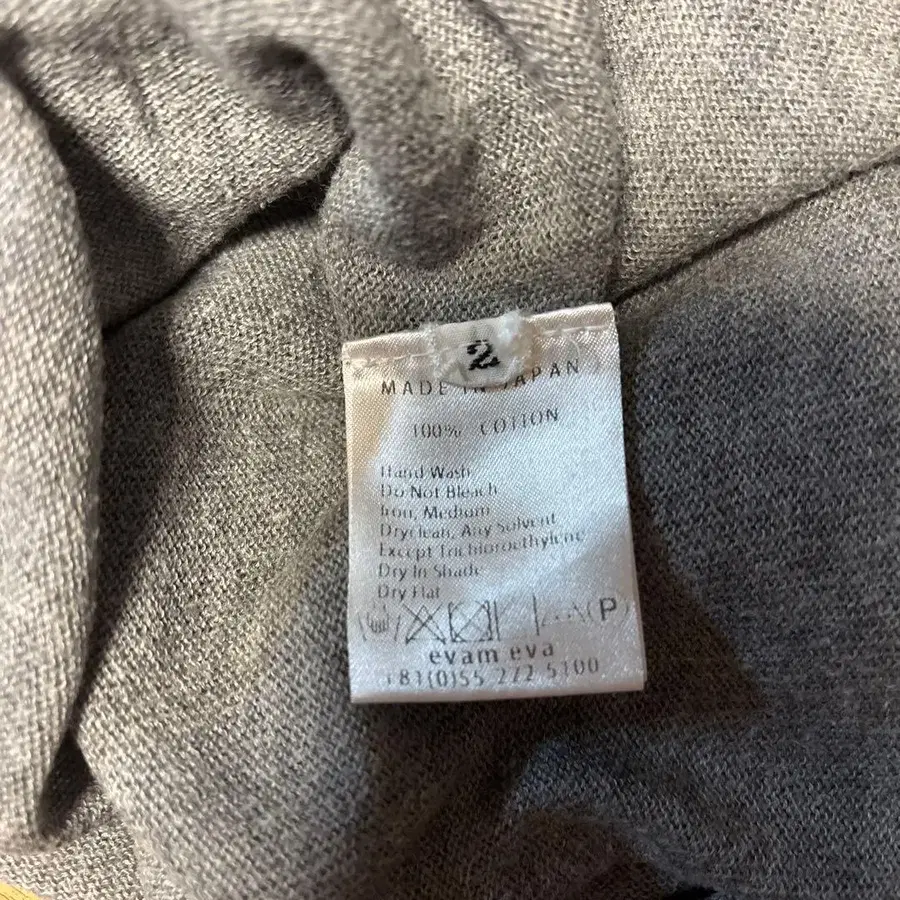 2
MADE IN JAPAN
100% COTTON
Hand Wash
Do Not Bleach
Iron, Medium
Dryclean, Any Solvent
Except Trichloroethylene
Dry In Shade
Dry Flat
(P)
evam eva
+81(0)55 272 5100